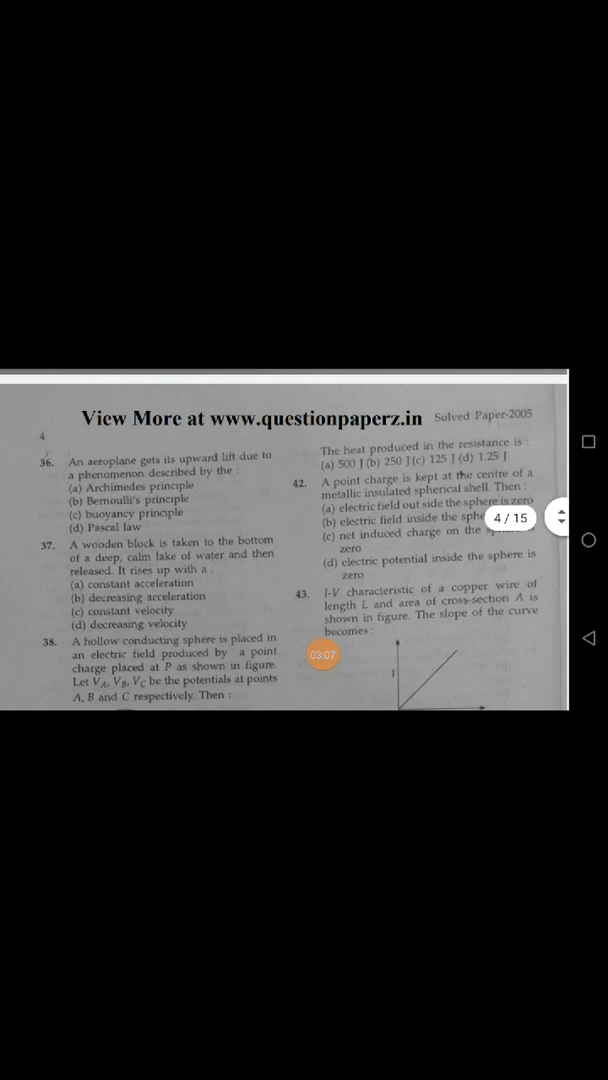 View More at www.questionpaperz.in
Solved Paper-2005
4
36. An aeroplane gets its upward lift due to
a phenomenon described by the :
(a) Archimedes principle
(b) Bernoulli's principle
(c) buoyancy principle
(d) Pascal law
37. A wooden block is taken to the bottom
of a deep, calm lake of water and then
released. It rises up with a :
(a) constant acceleration
(b) decreasing acceleration
(c) constant velocity
(d) decreasing velocity
38. A hollow conducting sphere is placed in
an electric field produced by a point
charge placed at P as shown in figure.
Let VA, VB, VC be the potentials at points
A, B and C respectively. Then :
The heat produced in the resistance is :
(a) 500 J (b) 250 J (c) 125 J (d) 1.25 J
42. A point charge is kept at the centre of a
metallic insulated spherical shell. Then :
(a) electric field out side the sphere is zero
(b) electric field inside the
(c) net induced charge on the
zero
(d) electric potential inside the sphere is
zero
43. I-V characteristic of a copper wire of
length L and area of cross-section A is
shown in figure. The slope of the curve
becomes :
I
4 / 15
03:07